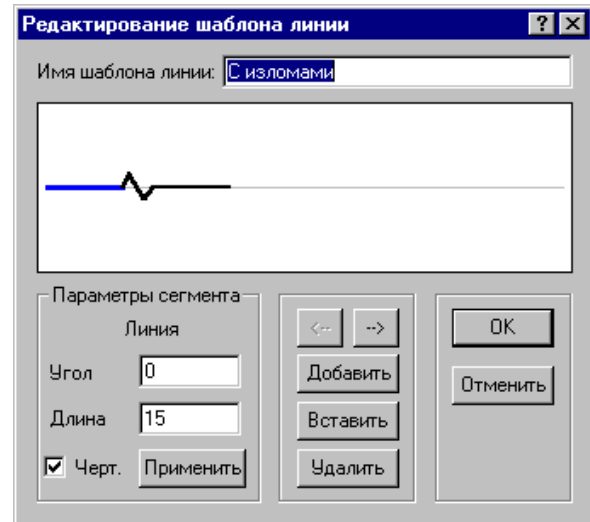 Редактирование шаблона линии
Имя шаблона линии: С изломами
Параметры сегмента
Линия
Угол 0
Длина 15
Черт. Применить
<-- -->
Добавить
Вставить
Удалить
OK
Отменить